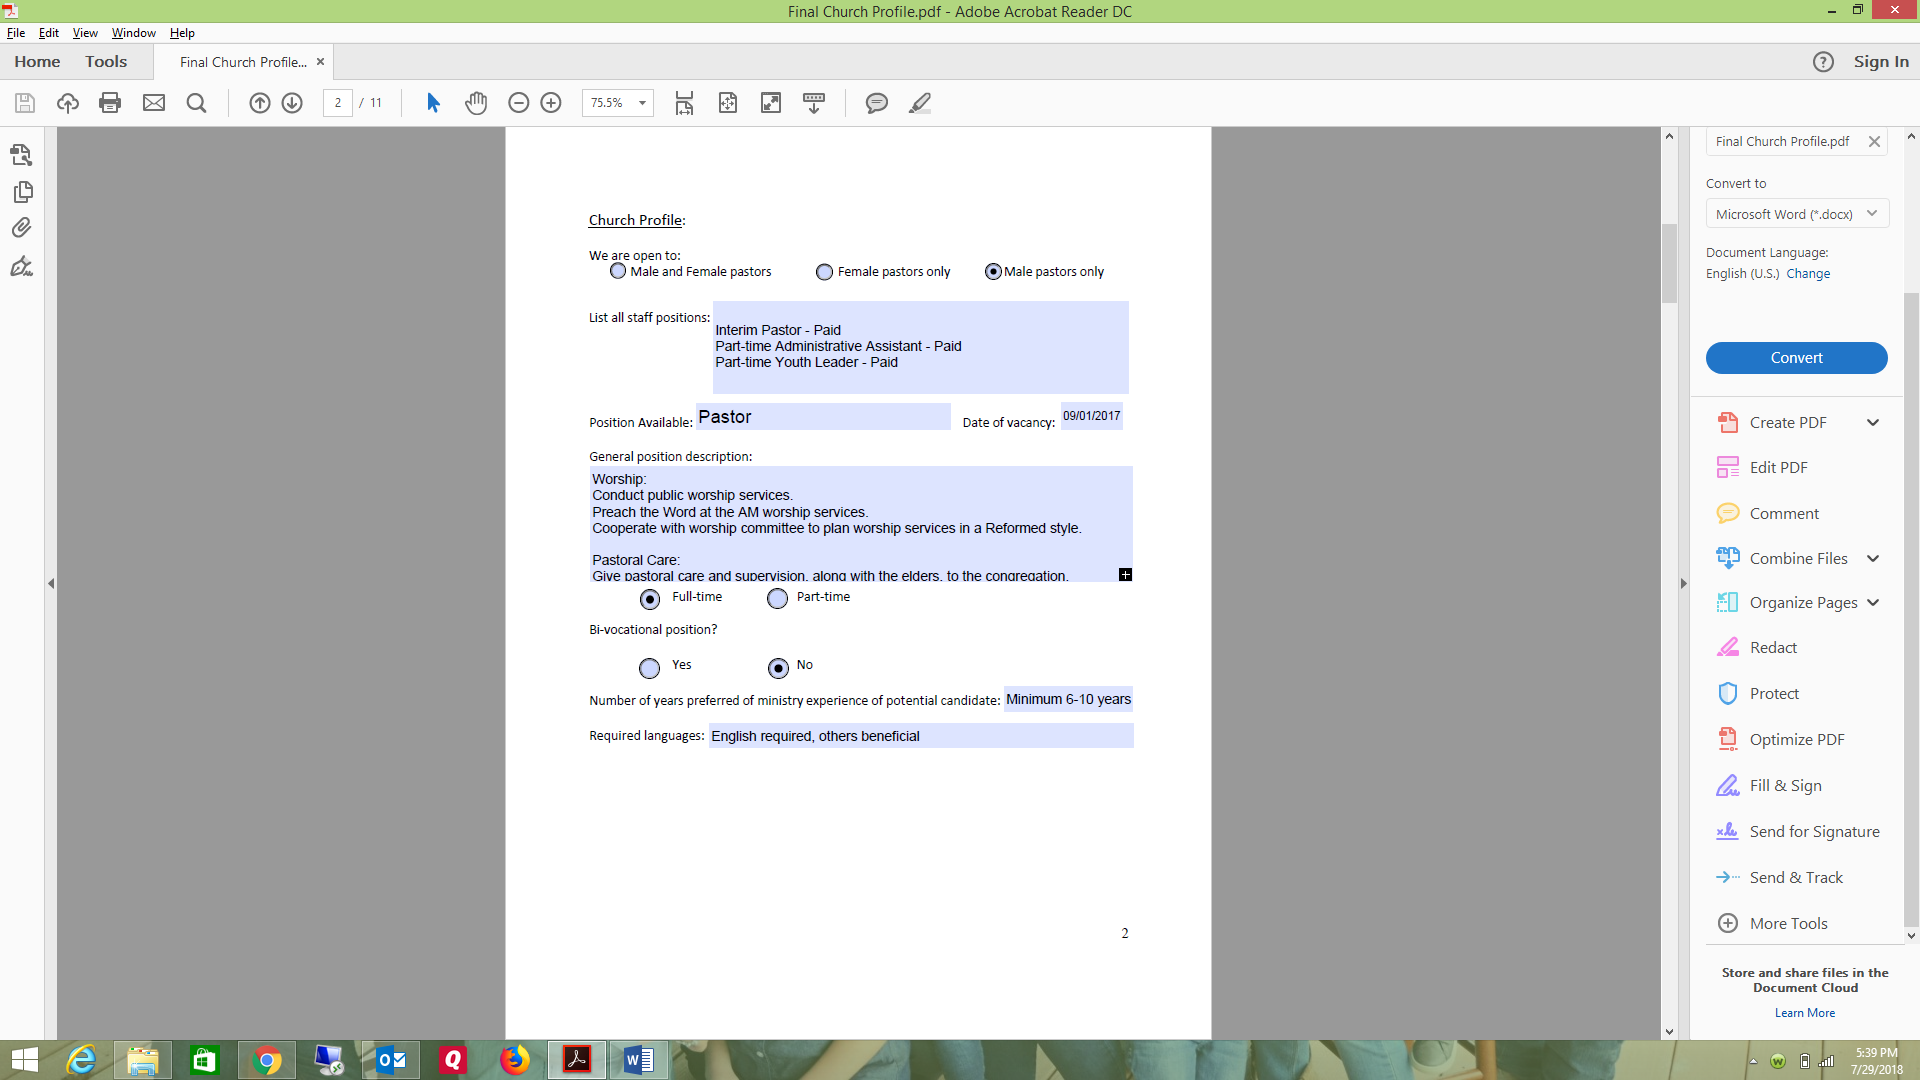 Final Church Profile.pdf - Adobe Acrobat Reader DC
File Edit View Window Help
Home Tools Final Church Profile... × Sign In
2 / 11 75.5%
Church Profile:
We are open to:
Male and Female pastors Female pastors only Male pastors only
List all staff positions:
Interim Pastor - Paid
Part-time Administrative Assistant - Paid
Part-time Youth Leader - Paid
Position Available: Pastor Date of vacancy: 09/01/2017
General position description:
Worship:
Conduct public worship services.
Preach the Word at the AM worship services.
Cooperate with worship committee to plan worship services in a Reformed style.
Pastoral Care:
Give pastoral care and supervision, along with the elders, to the congregation.
Full-time Part-time
Bi-vocational position?
Yes No
Number of years preferred of ministry experience of potential candidate: Minimum 6-10 years
Required languages: English required, others beneficial
2
Final Church Profile.pdf
Convert to
Microsoft Word (*.docx)
Document Language:
English (U.S.) Change
Convert
Create PDF
Edit PDF
Comment
Combine Files
Organize Pages
Redact
Protect
Optimize PDF
Fill & Sign
Send for Signature
Send & Track
More Tools
Store and share files in the
Document Cloud
Learn More
5:39 PM
7/29/2018